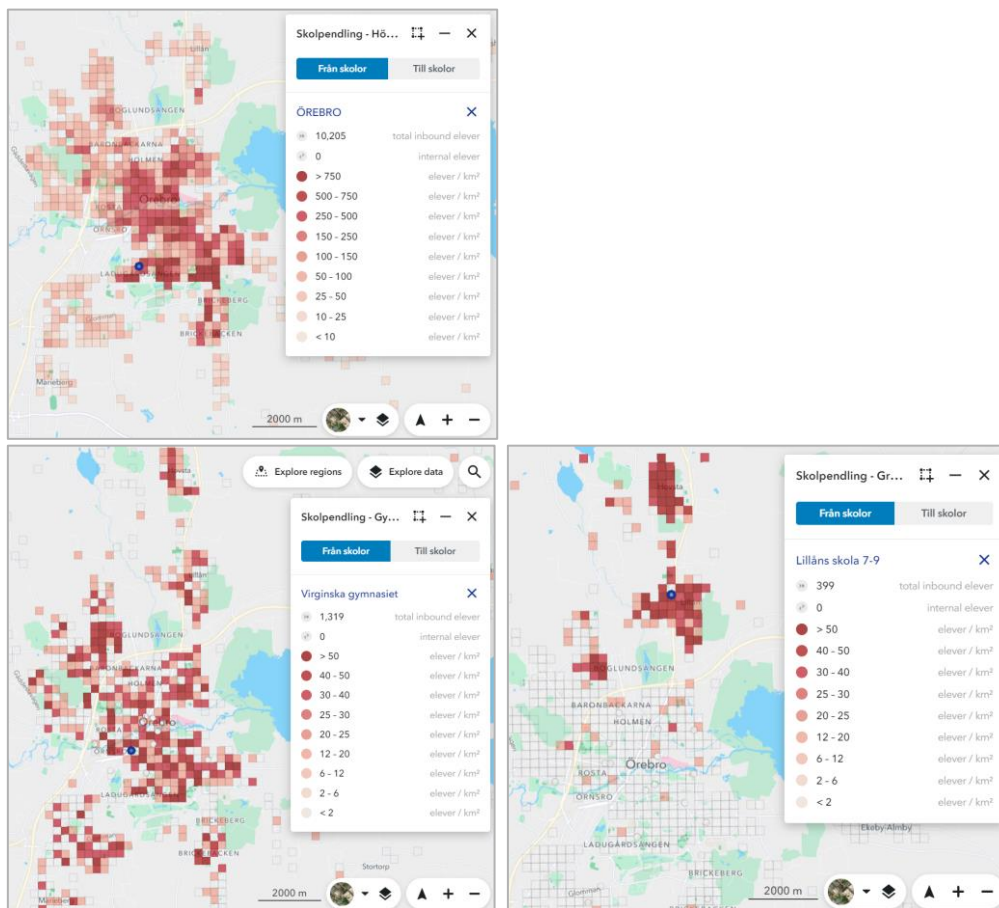 Skolpendling - Hö...
Från skolor Till skolor
ÖREBRO
10,205 total inbound elever
0 internal elever
> 750 elever / km²
500 - 750 elever / km²
250 - 500 elever / km²
150 - 250 elever / km²
100 - 150 elever / km²
50 - 100 elever / km²
25 - 50 elever / km²
10 - 25 elever / km²
< 10 elever / km²
Lillån
BARONBACKARNA
HOLMEN
Örebro
ÖRNSRO
LADUGÅRDSÄNGEN
BRICKEBERG
BRICKEBACKEN
Marieberg
2000 m
Explore regions Explore data
Skolpendling - Gy...
Från skolor Till skolor
Virginska gymnasiet
1,319 total inbound elever
0 internal elever
> 50 elever / km²
40 - 50 elever / km²
30 - 40 elever / km²
25 - 30 elever / km²
20 - 25 elever / km²
12 - 20 elever / km²
6 - 12 elever / km²
2 - 6 elever / km²
< 2 elever / km²
Lillån
BARONBACKARNA
HOLMEN
Örebro
LADUGÅRDSÄNGEN
BRICKEBERG
BRICKEBACKEN
Stortorp
Marieberg
2000 m
Skolpendling - Gr...
Från skolor Till skolor
Lillåns skola 7-9
399 total inbound elever
0 internal elever
> 50 elever / km²
40 - 50 elever / km²
30 - 40 elever / km²
25 - 30 elever / km²
20 - 25 elever / km²
12 - 20 elever / km²
6 - 12 elever / km²
2 - 6 elever / km²
< 2 elever / km²
BARONBACKARNA
HOLMEN
Örebro
ROSTA
ÖRNSRO
LADUGÅRDSÄNGEN
BRICKEBERG
Ekeby-Almby
Glomman
2000 m